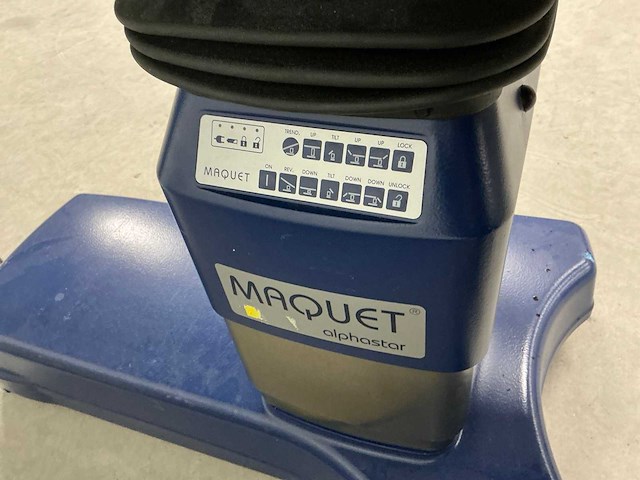 TREND. UP TILT UP UP LOCK
MAQUET
ON REV. DOWN TILT DOWN DOWN UNLOCK
MAQUET®
alphastar